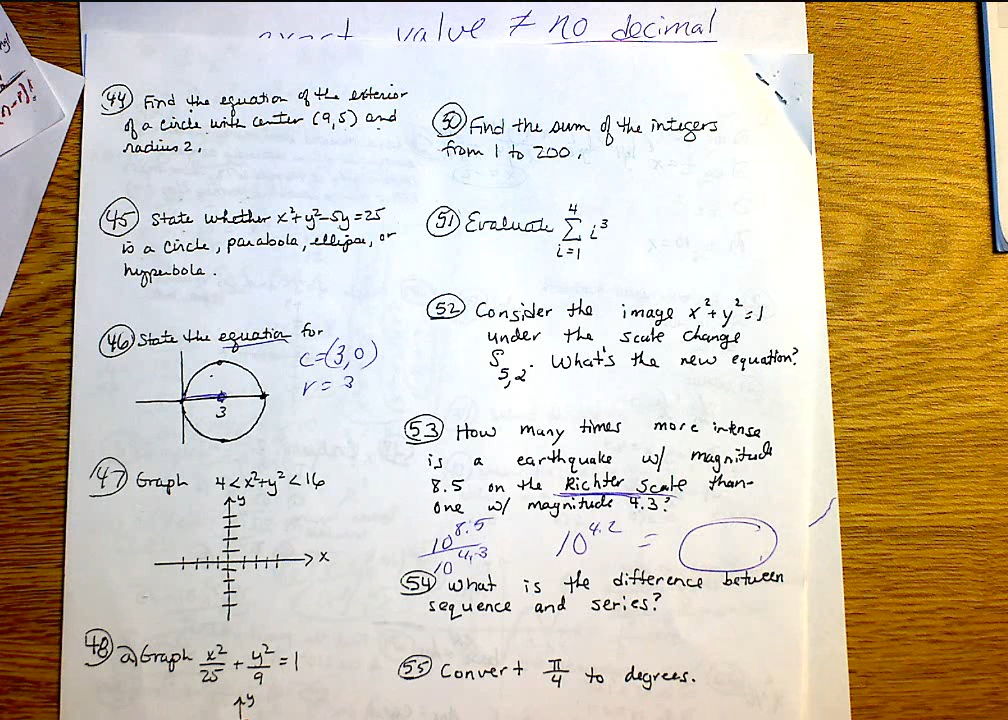 exact value ≠ no decimal
44 Find the equation of the exterior
of a circle with center (9,5) and
radius 2.
45 State whether x²+y²-5y=25
is a circle, parabola, ellipse, or
hyperbola.
46 State the equation for
c=(3,0)
r=3
3
47 Graph 4<x²+y²<16
y
x
48 a) Graph x²/25 + y²/9 = 1
y
50 Find the sum of the integers
from 1 to 200.
51 Evaluate 4 Σ i=1 i³
52 Consider the image x²+y²=1
under the scale change
S5,2. What's the new equation?
53 How many times more intense
is a earthquake w/ magnitude
8.5 on the Richter scale than
one w/ magnitude 4.3?
10^8.5/10^4.3 10^4.2 =
54 What is the difference between
sequence and series?
55 Convert π/4 to degrees.